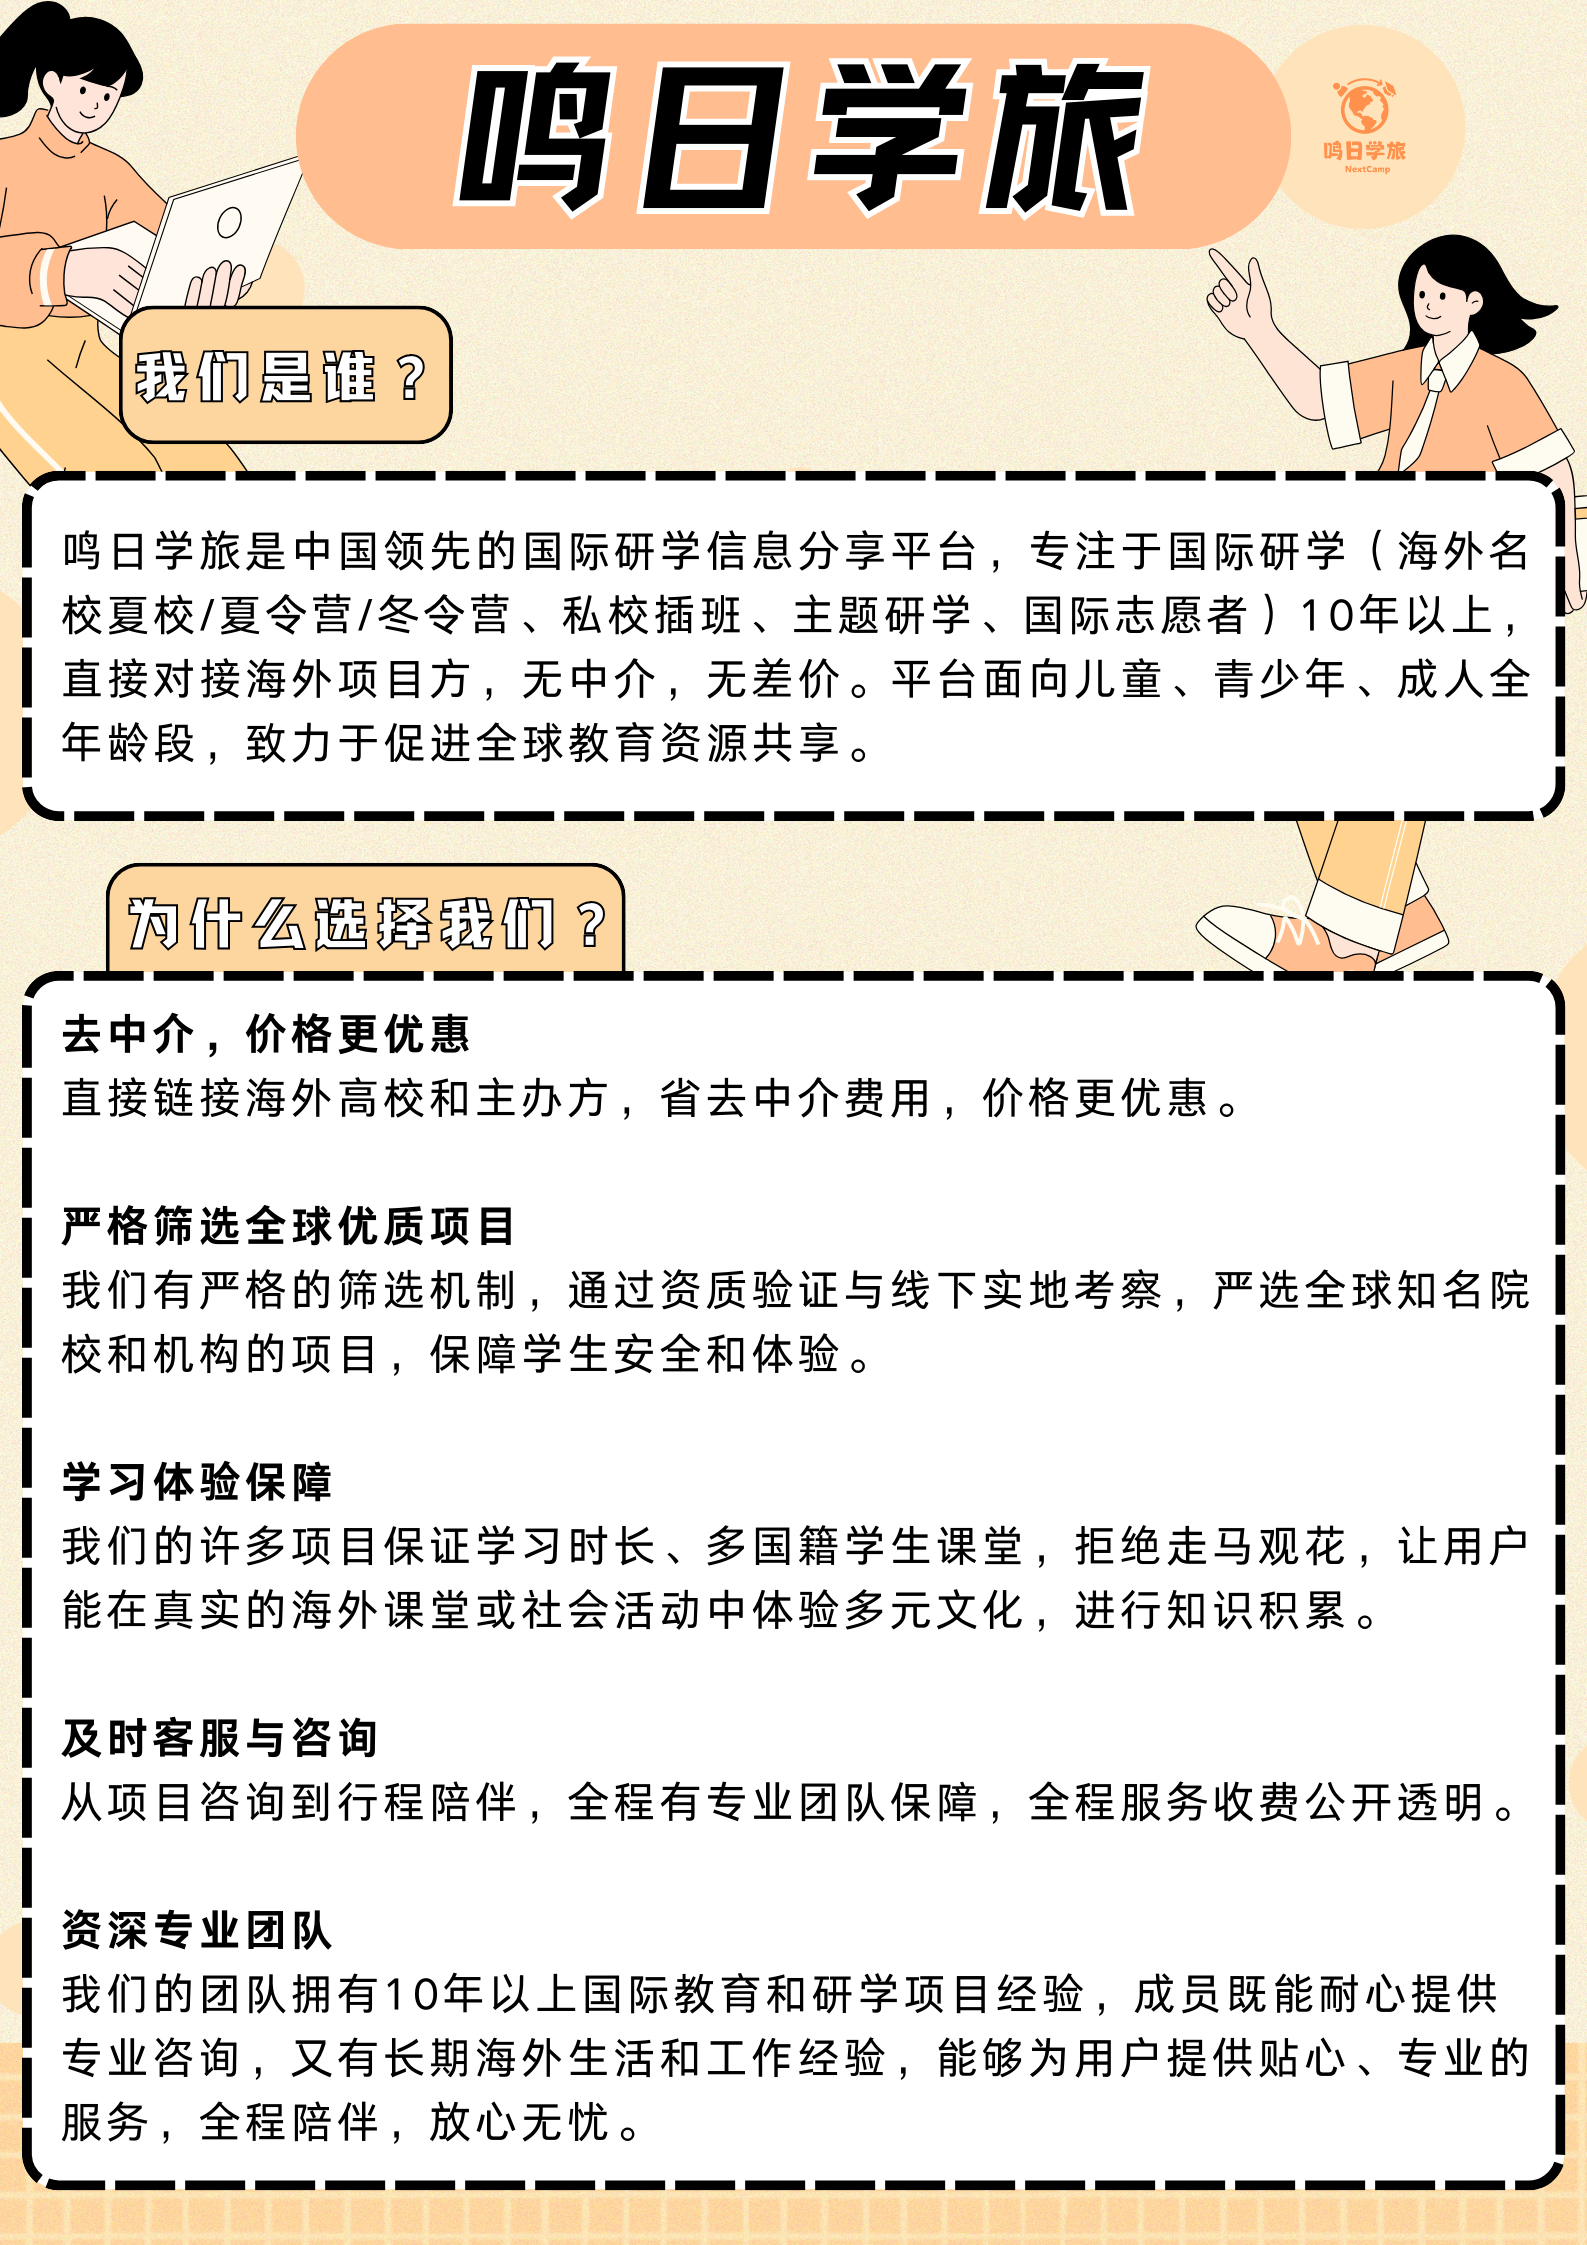 鸣日学旅
鸣日学旅
NextCamp
我们是谁？
鸣日学旅是中国领先的国际研学信息分享平台，专注于国际研学（海外名
校夏校/夏令营/冬令营、私校插班、主题研学、国际志愿者）10年以上，
直接对接海外项目方，无中介，无差价。平台面向儿童、青少年、成人全
年龄段，致力于促进全球教育资源共享。
为什么选择我们？
去中介，价格更优惠
直接链接海外高校和主办方，省去中介费用，价格更优惠。
严格筛选全球优质项目
我们有严格的筛选机制，通过资质验证与线下实地考察，严选全球知名院
校和机构的项目，保障学生安全和体验。
学习体验保障
我们的许多项目保证学习时长、多国籍学生课堂，拒绝走马观花，让用户
能在真实的海外课堂或社会活动中体验多元文化，进行知识积累。
及时客服与咨询
从项目咨询到行程陪伴，全程有专业团队保障，全程服务收费公开透明。
资深专业团队
我们的团队拥有10年以上国际教育和研学项目经验，成员既能耐心提供
专业咨询，又有长期海外生活和工作经验，能够为用户提供贴心、专业的
服务，全程陪伴，放心无忧。